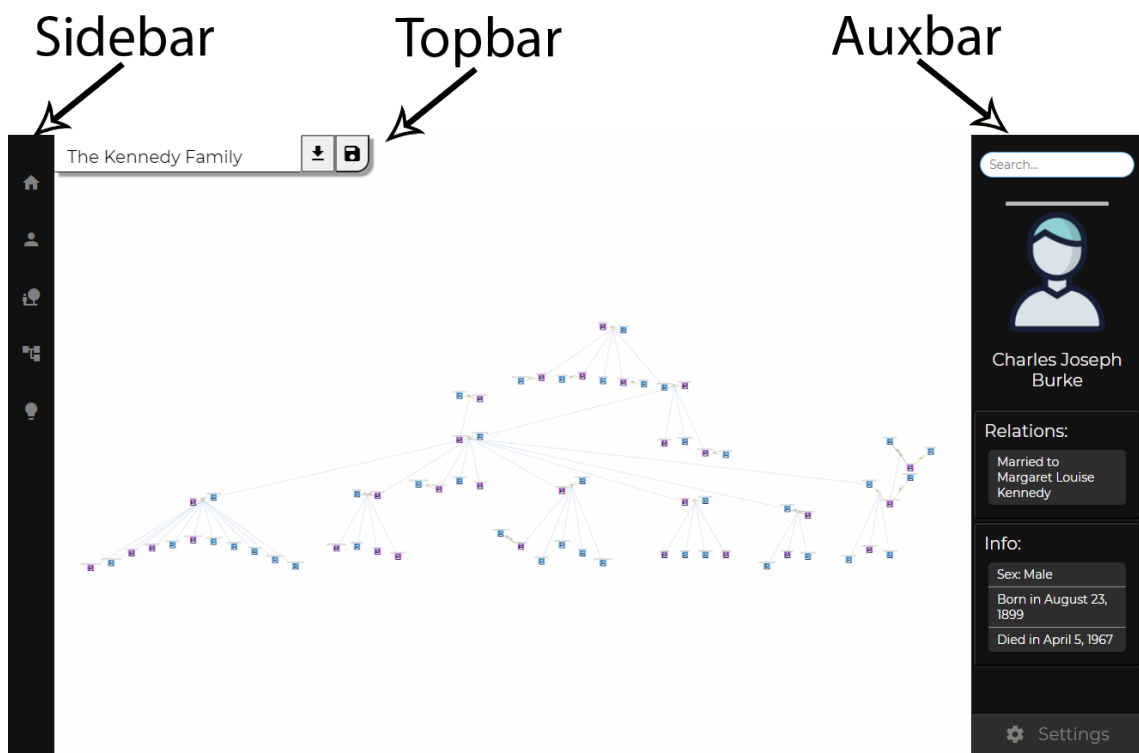 Sidebar
Topbar
Auxbar
The Kennedy Family
Search...
Charles Joseph
Burke
Relations:
Married to
Margaret Louise
Kennedy
Info:
Sex: Male
Born in August 23,
1899
Died in April 5, 1967
Settings